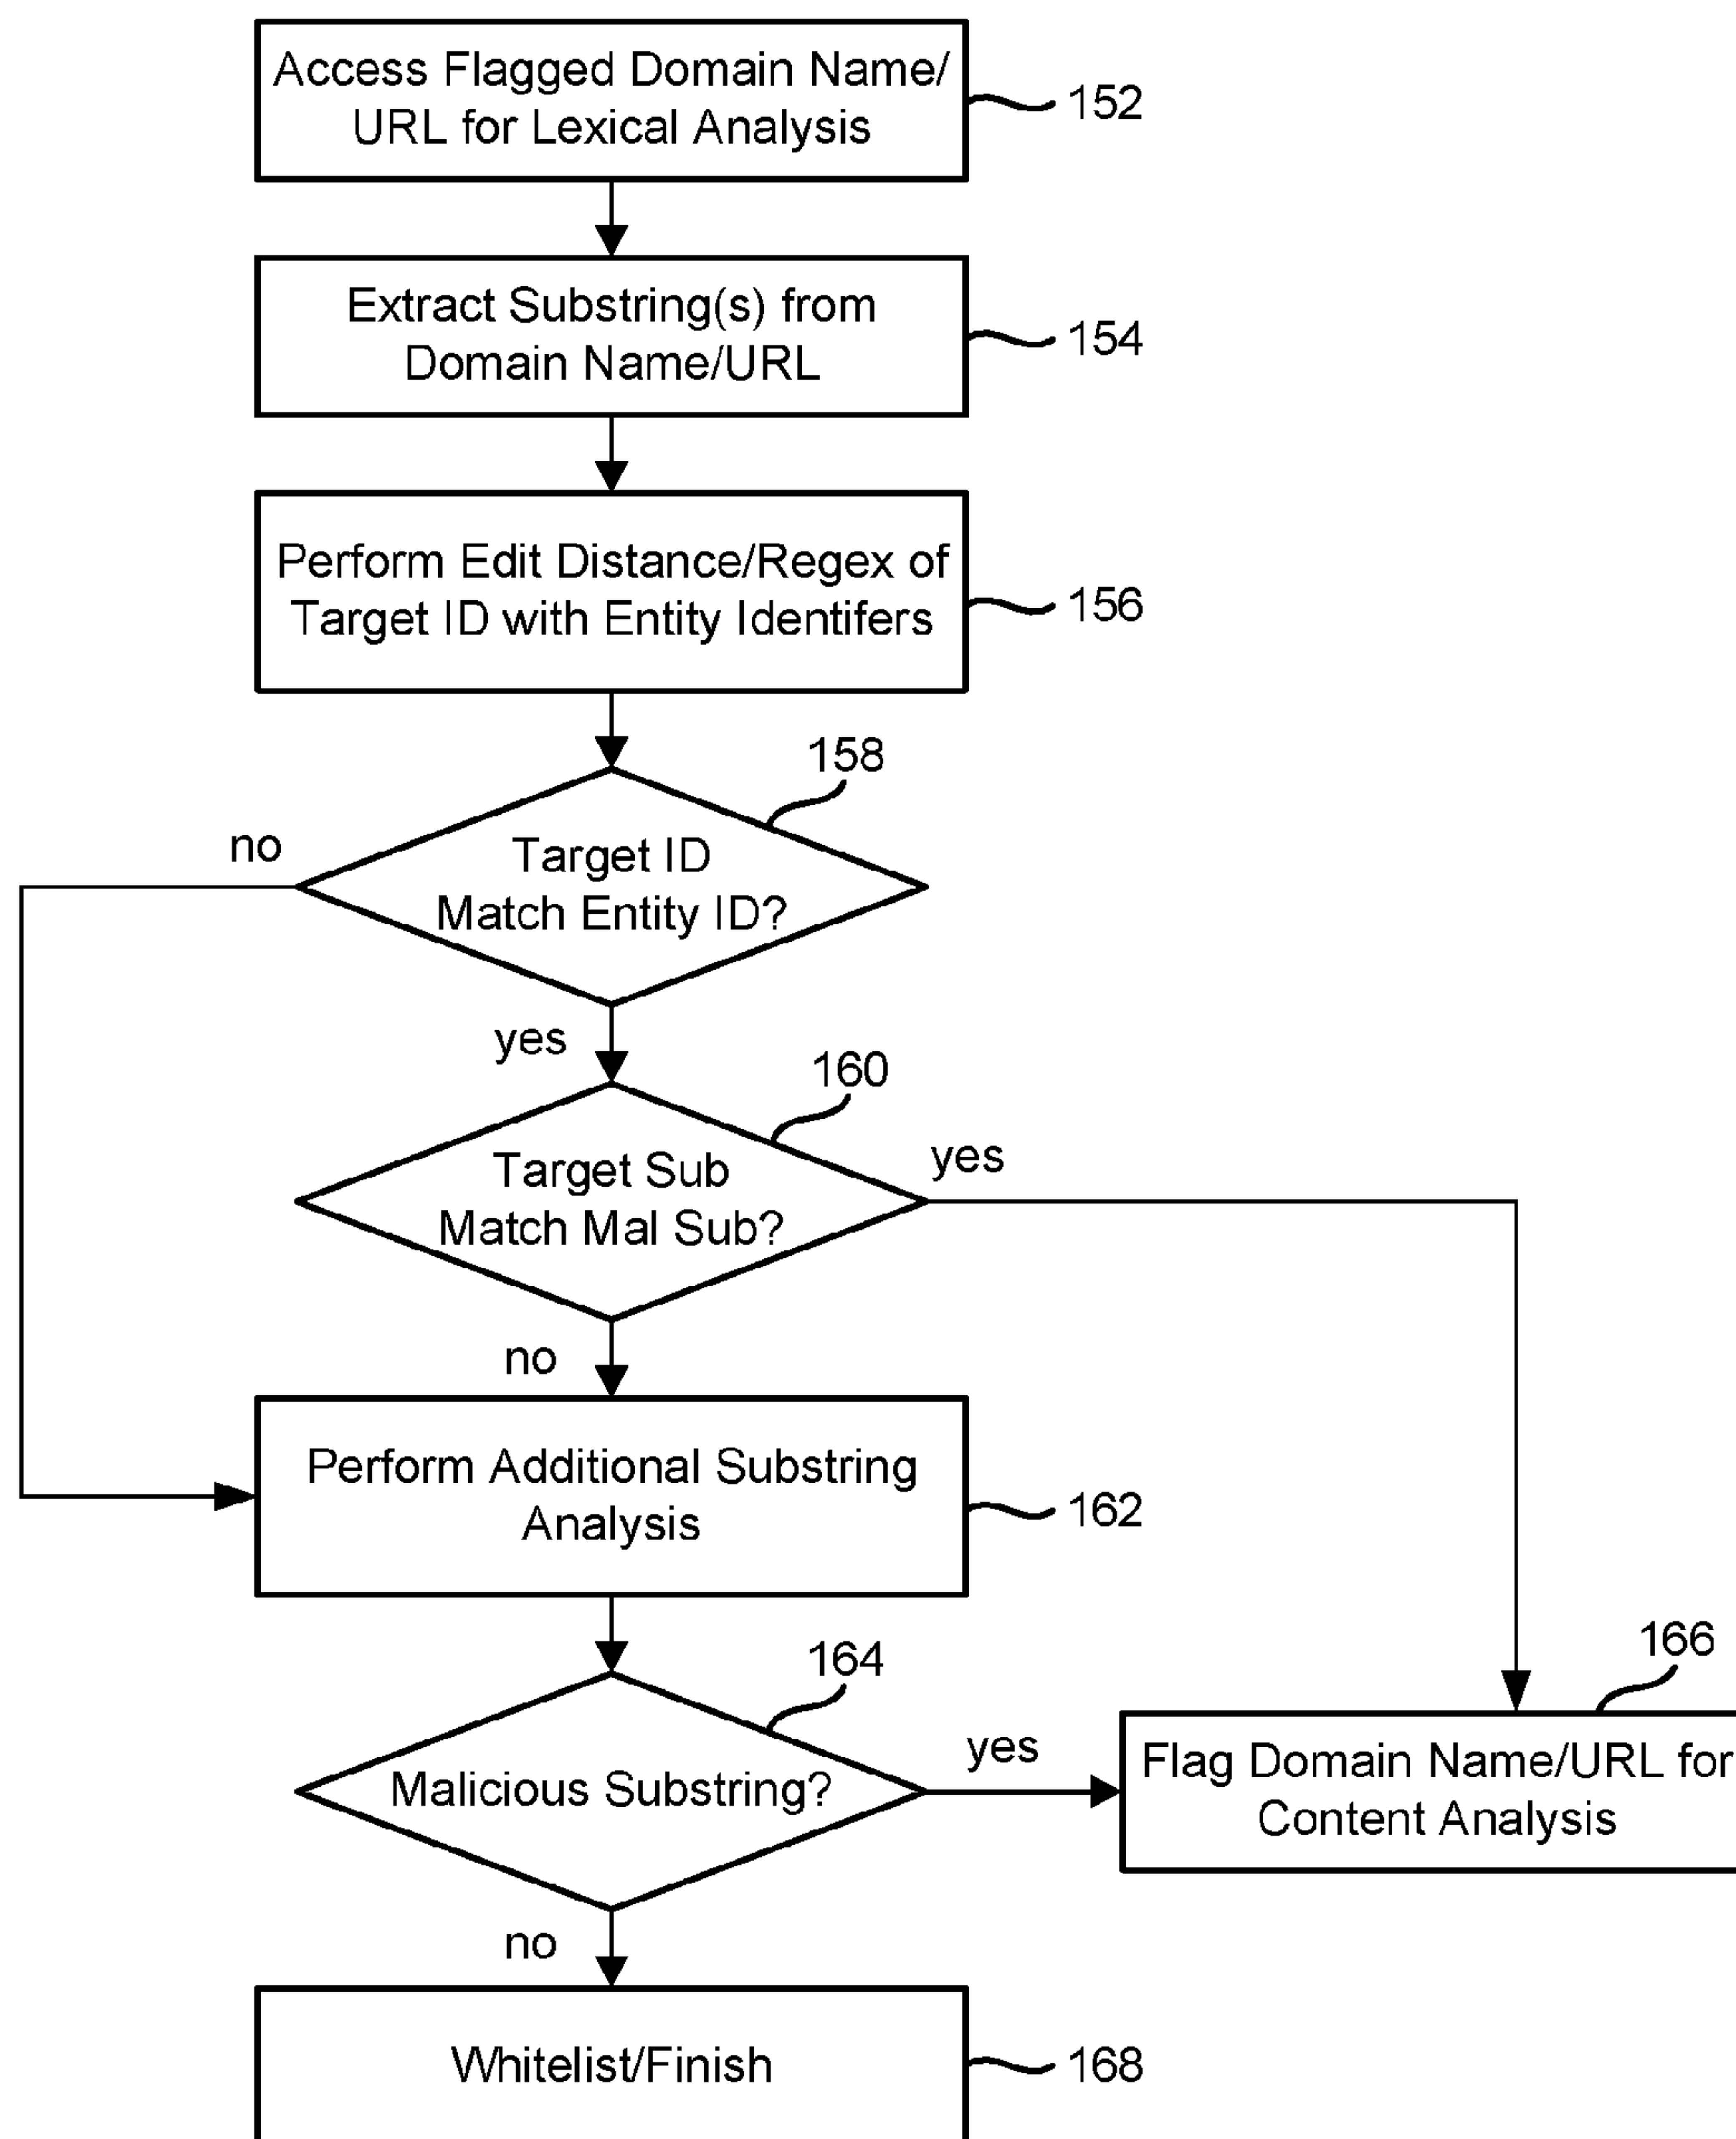 Access Flagged Domain Name/
URL for Lexical Analysis
152
Extract Substring(s) from
Domain Name/URL
154
Perform Edit Distance/Regex of
Target ID with Entity Identifers
156
158
no
Target ID
Match Entity ID?
yes
160
Target Sub
Match Mal Sub?
yes
no
Perform Additional Substring
Analysis
162
164
Malicious Substring?
yes
166
Flag Domain Name/URL for
Content Analysis
no
Whitelist/Finish
168